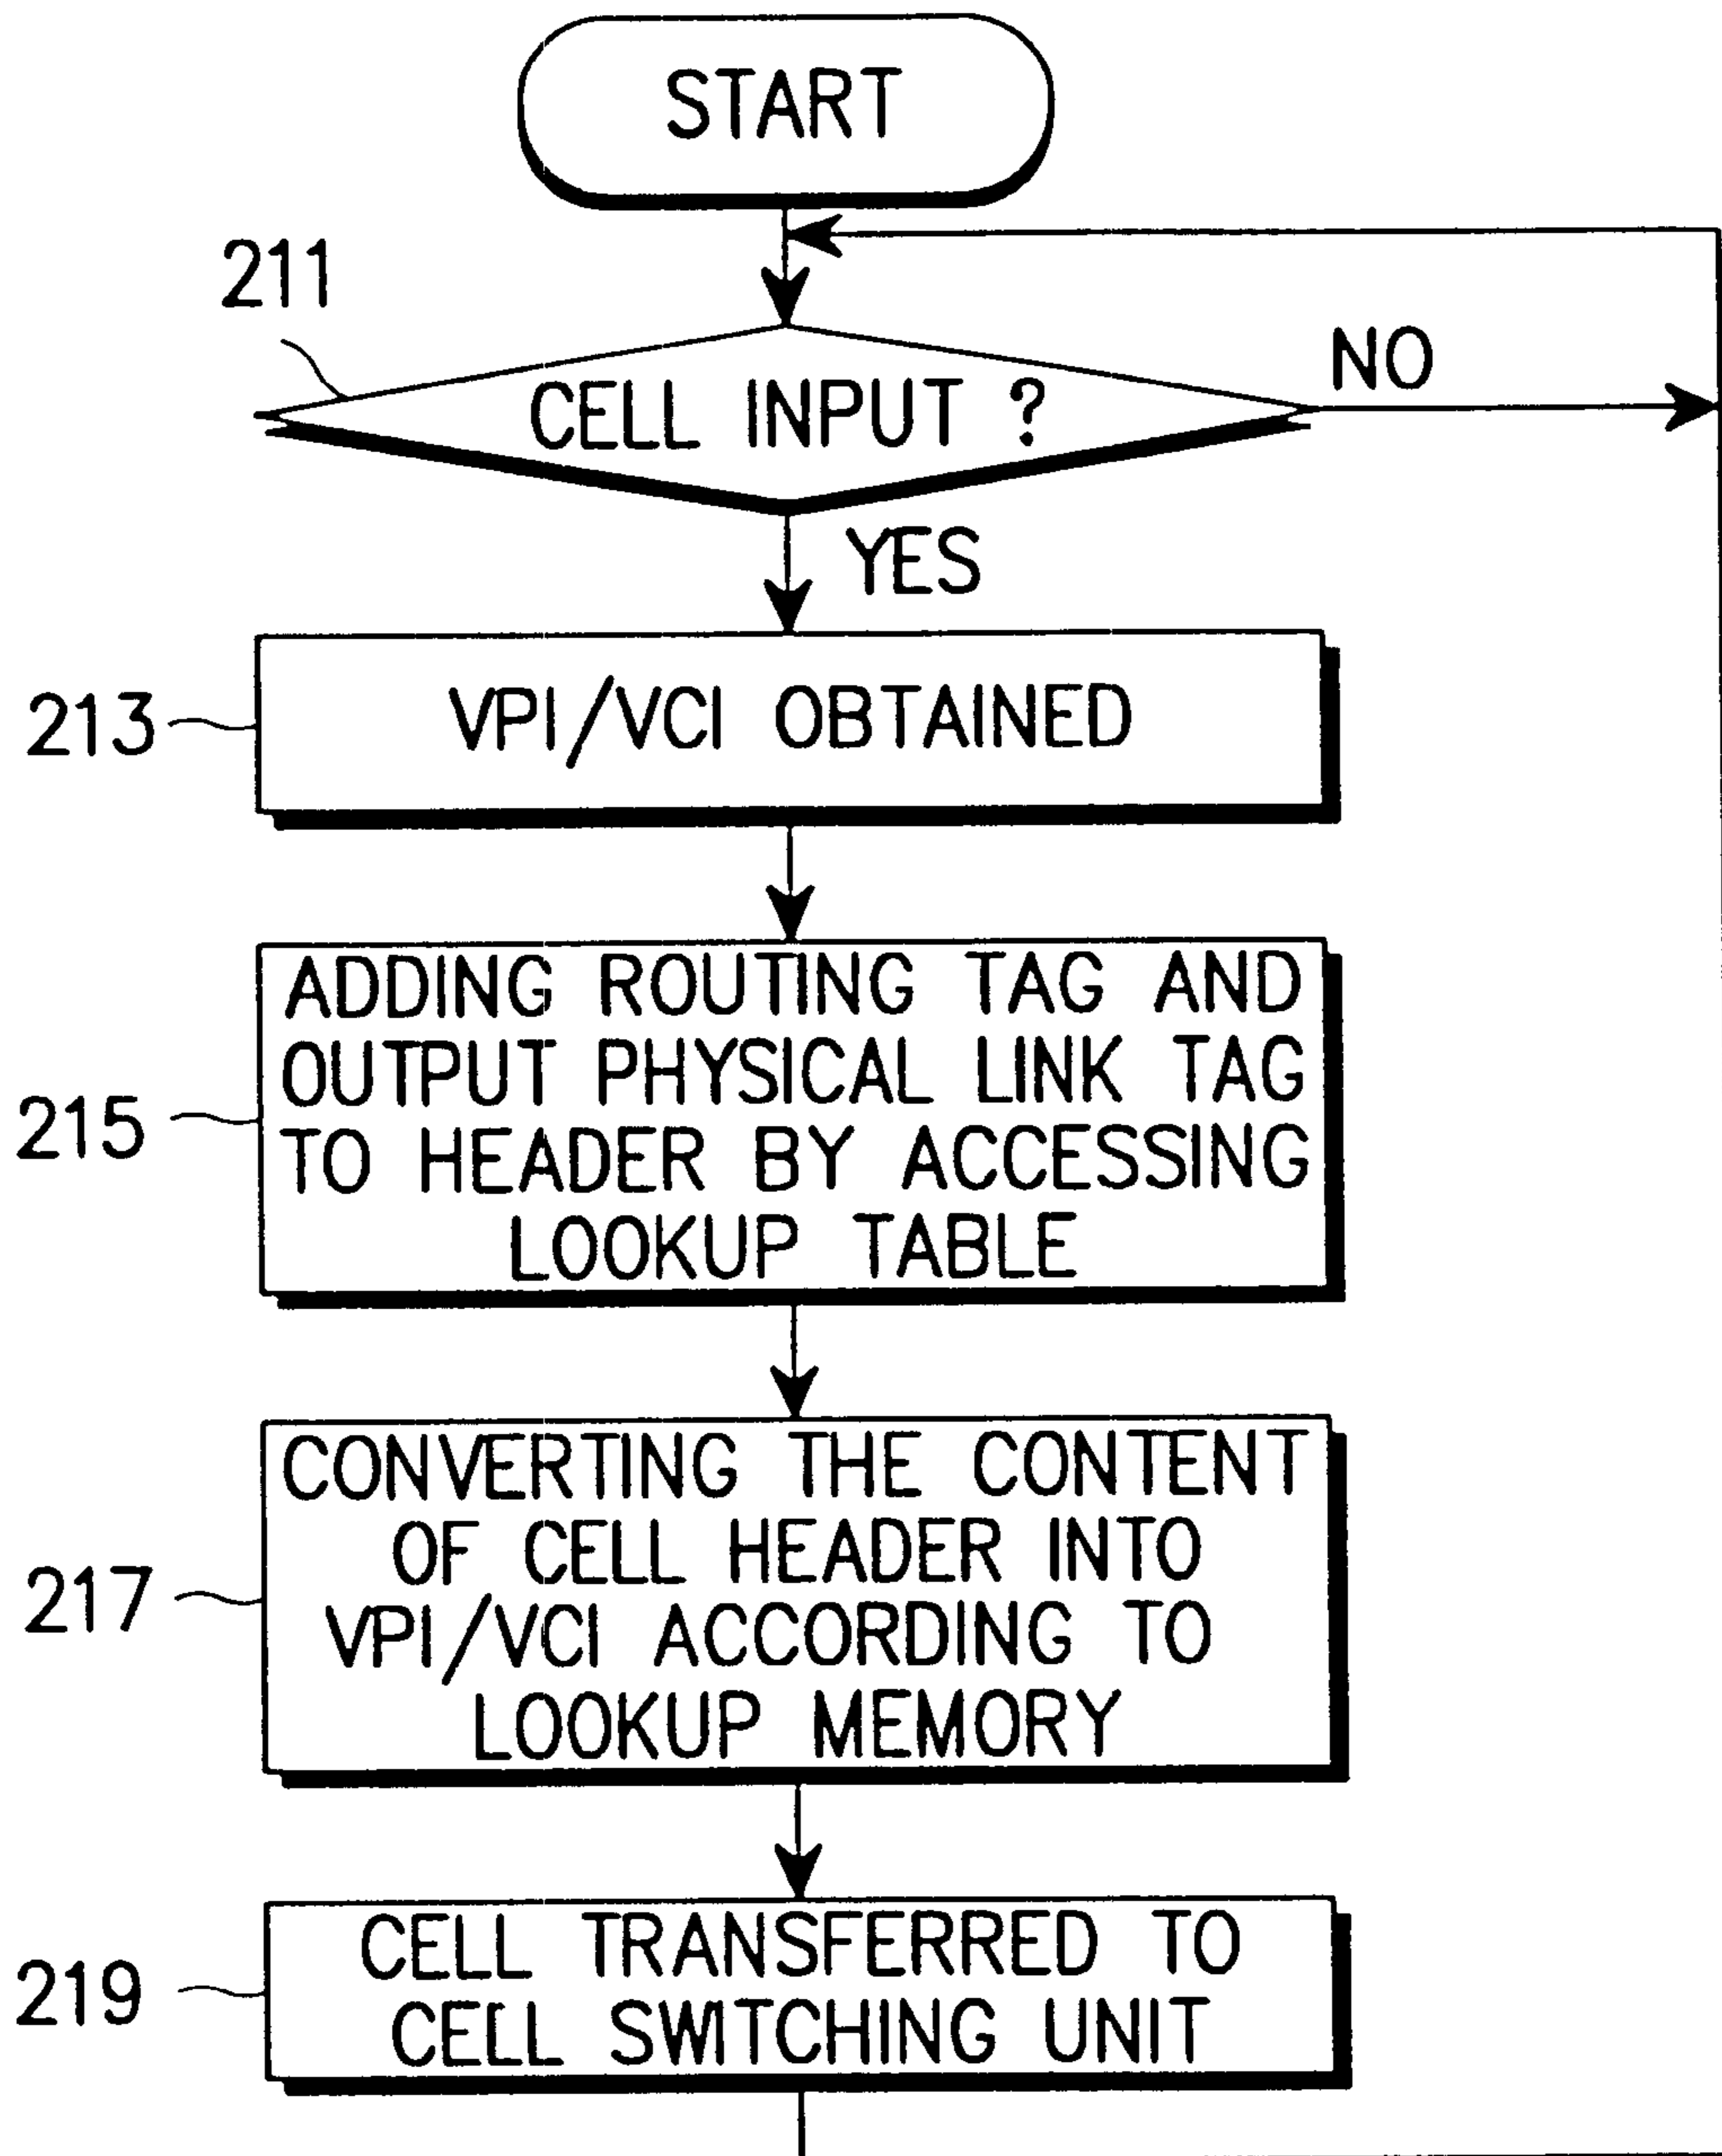 START
211
CELL INPUT ?
NO
YES
213
VPI/VCI OBTAINED
215
ADDING ROUTING TAG AND
OUTPUT PHYSICAL LINK TAG
TO HEADER BY ACCESSING
LOOKUP TABLE
217
CONVERTING THE CONTENT
OF CELL HEADER INTO
VPI/VCI ACCORDING TO
LOOKUP MEMORY
219
CELL TRANSFERRED TO
CELL SWITCHING UNIT